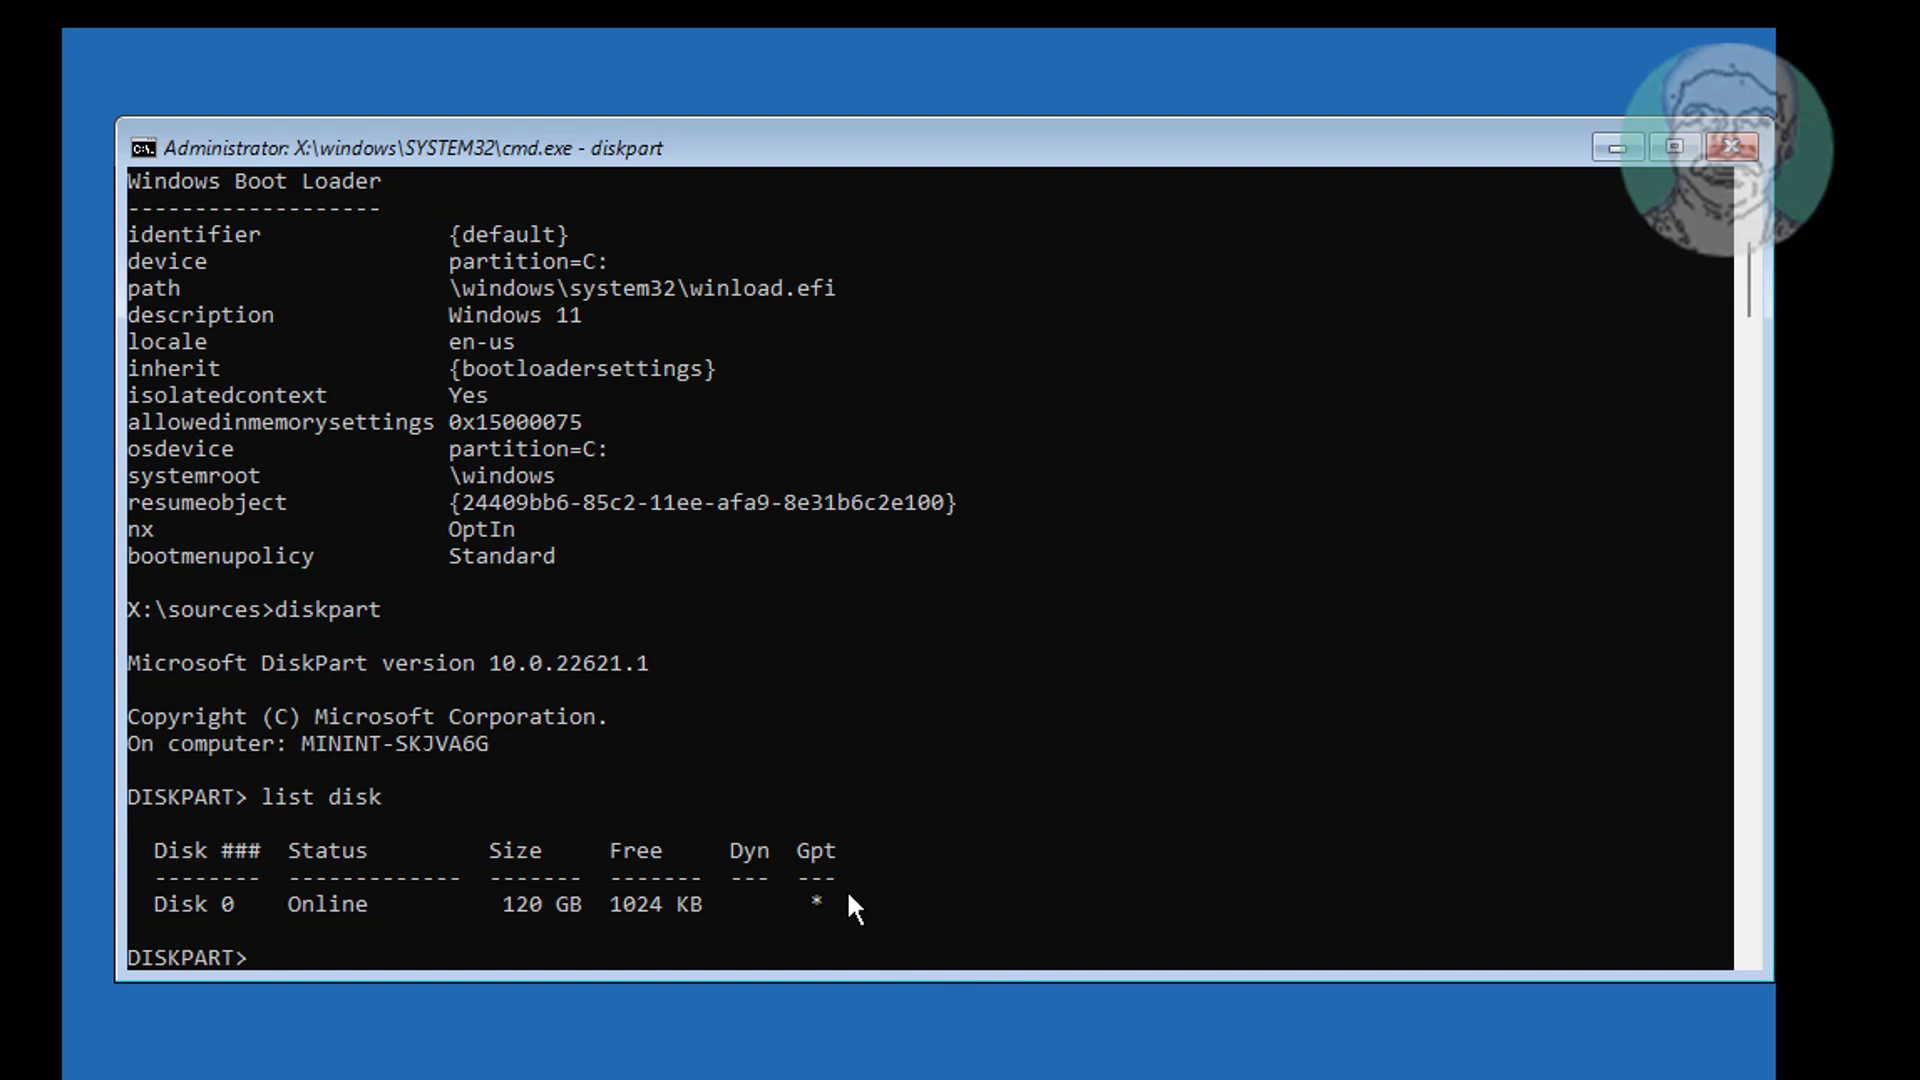 Administrator: X:\windows\SYSTEM32\cmd.exe - diskpart
Windows Boot Loader
-------------------
identifier              {default}
device                  partition=C:
path                    \windows\system32\winload.efi
description             Windows 11
locale                  en-us
inherit                 {bootloadersettings}
isolatedcontext         Yes
allowedinmemorysettings 0x15000075
osdevice                partition=C:
systemroot              \windows
resumeobject            {24409bb6-85c2-11ee-afa9-8e31b6c2e100}
nx                      OptIn
bootmenupolicy          Standard
X:\sources>diskpart
Microsoft DiskPart version 10.0.22621.1
Copyright (C) Microsoft Corporation.
On computer: MININT-SKJVA6G
DISKPART> list disk
  Disk ###  Status         Size     Free     Dyn  Gpt
  --------  -------------  -------  -------  ---  ---
  Disk 0    Online          120 GB  1024 KB        *
DISKPART>